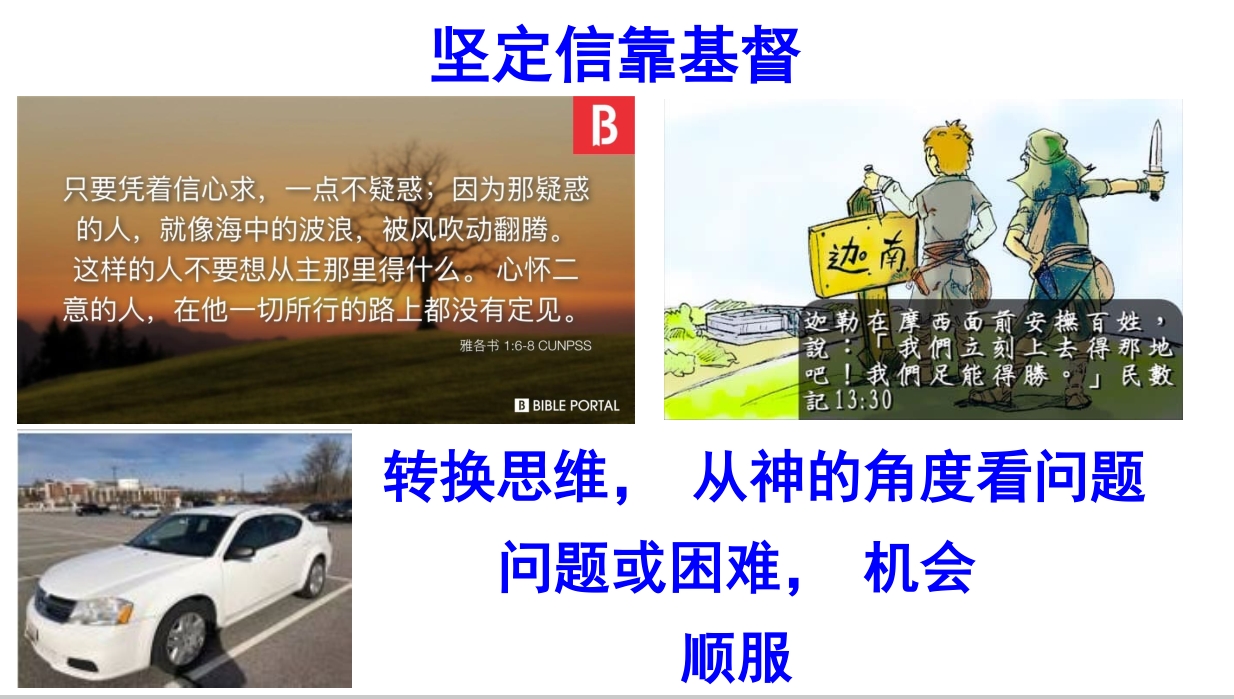 坚定信靠基督
B
只要凭着信心求，一点不疑惑；因为那疑惑
的人，就像海中的波浪，被风吹动翻腾。
这样的人不要想从主那里得什么。 心怀二
意的人，在他一切所行的路上都没有定见。
雅各书 1:6-8 CUNPSS
B BIBLE PORTAL
迦南
迦勒在摩西面前安撫百姓，
說：「我們立刻上去得那地
吧！我們足能得勝。」民數
記13:30
转换思维， 从神的角度看问题
问题或困难， 机会
顺服